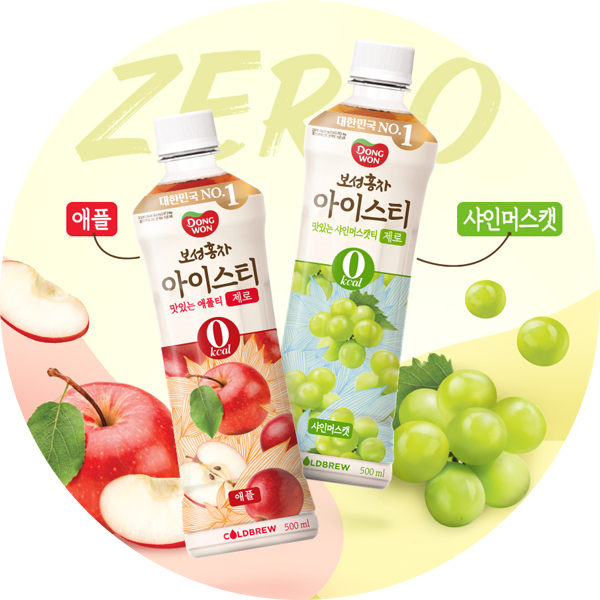 ZERO
애플
대한민국 NO.1
DONG
WON
보성홍차
아이스티
맛있는 애플티 제로
0
kcal
애플
COLDBREW
500 ml
샤인머스캣
대한민국 NO.1
DONG
WON
보성홍차
아이스티
맛있는 샤인머스캣티 제로
0
kcal
샤인머스캣
COLDBREW
500 ml